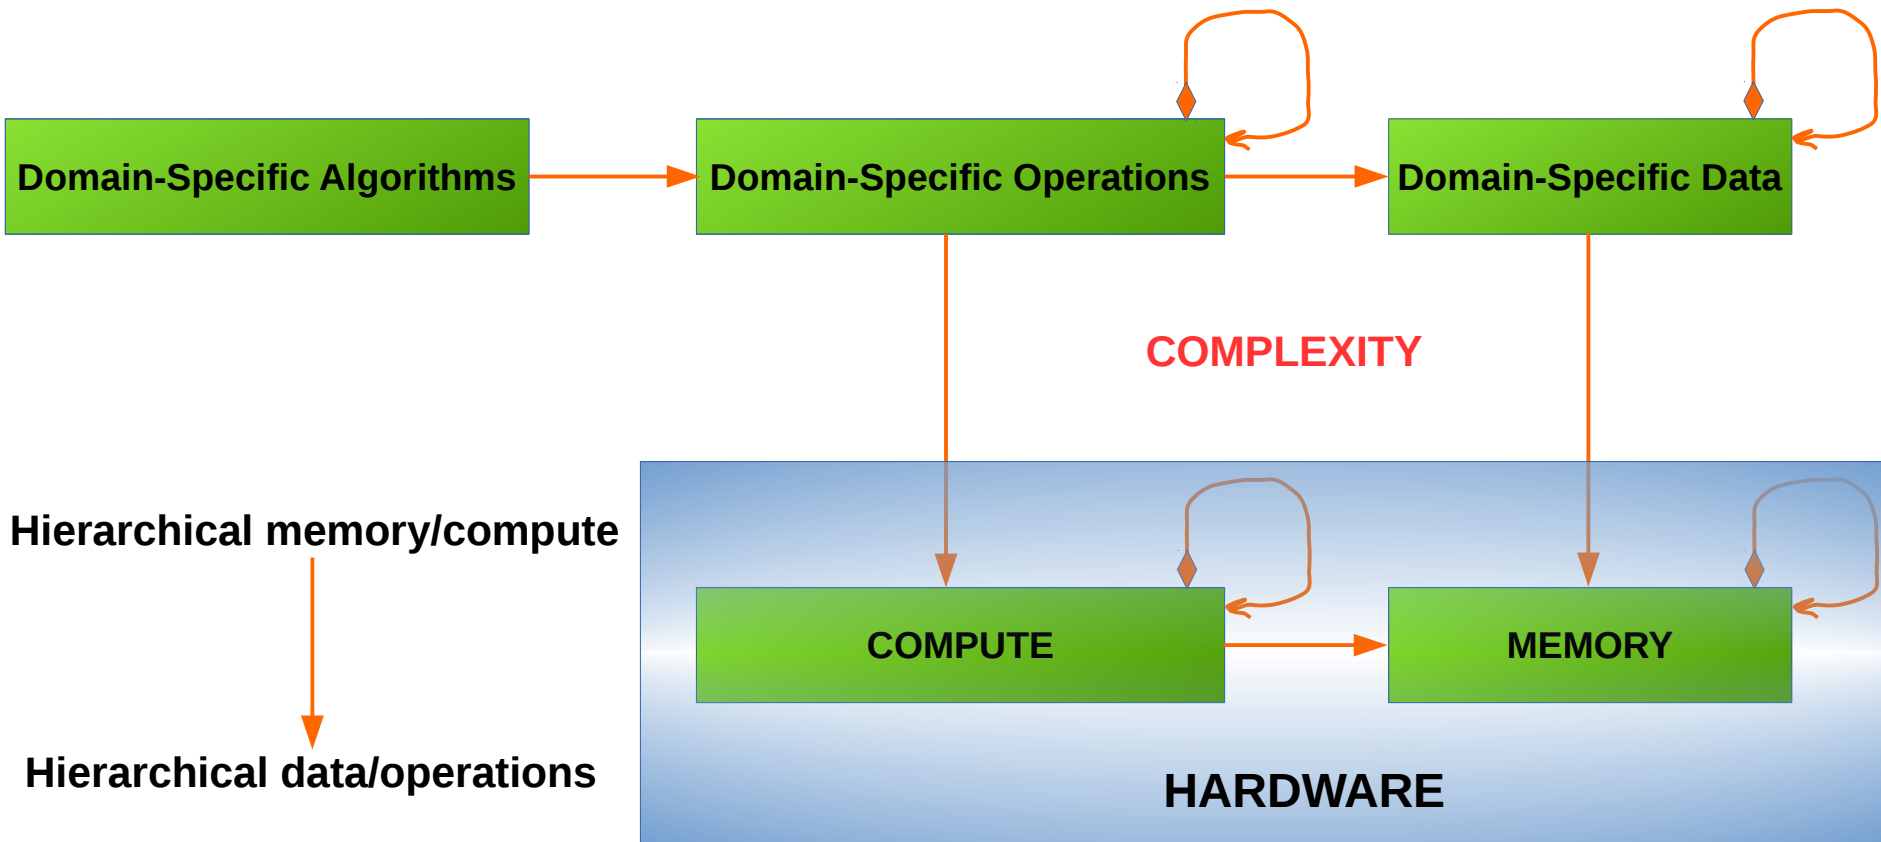 Domain-Specific Algorithms
Domain-Specific Operations
Domain-Specific Data
COMPLEXITY
Hierarchical memory/compute
COMPUTE
MEMORY
Hierarchical data/operations
HARDWARE